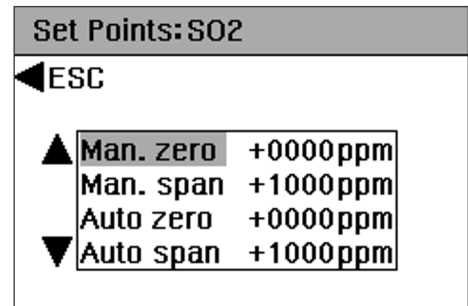 Set Points:SO2
ESC
Man. zero +0000ppm
Man. span +1000ppm
Auto zero +0000ppm
Auto span +1000ppm